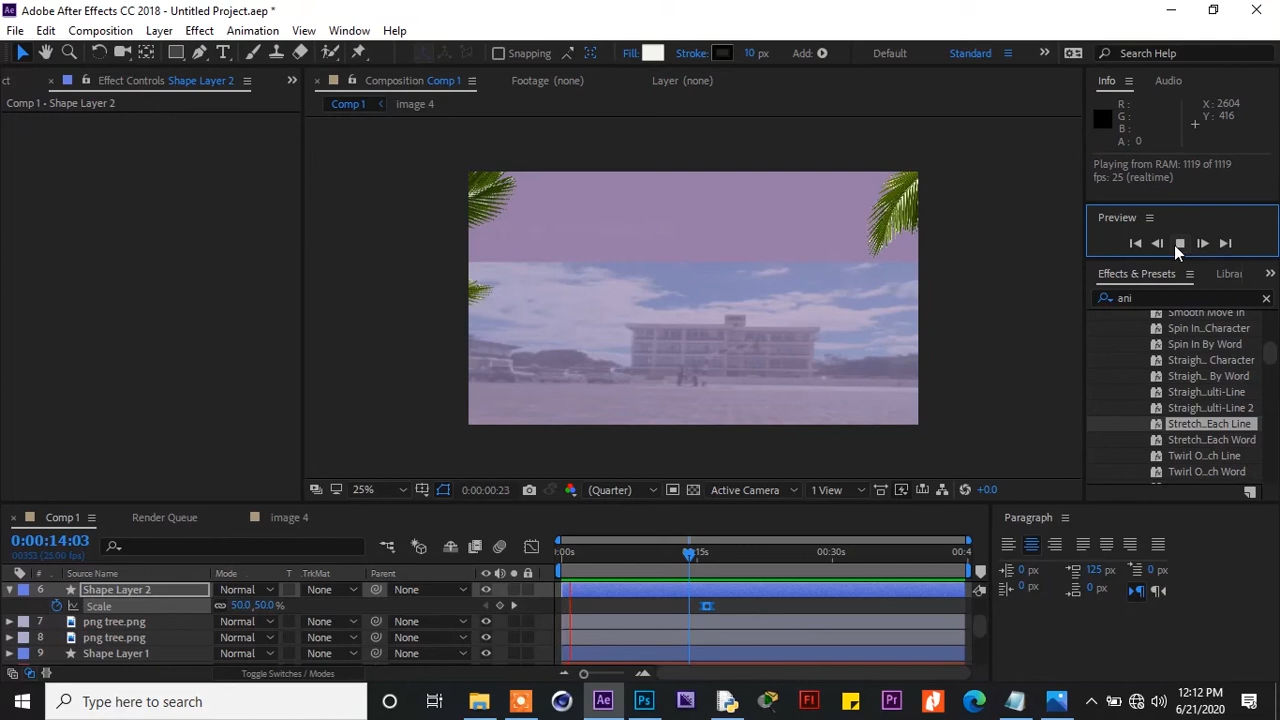 Adobe After Effects CC 2018 - Untitled Project.aep *
File Edit Composition Layer Effect Animation View Window Help
Snapping Fill: Stroke: 10 px Add: Default Standard Search Help
ct Effect Controls Shape Layer 2 Composition Comp 1 Footage (none) Layer (none) Info Audio
Comp 1 • Shape Layer 2
Comp 1 image 4
R : X : 2604
G : Y : 416
B :
A : 0
Playing from RAM: 1119 of 1119
fps: 25 (realtime)
Preview
Effects & Presets Librar
ani
Smooth Move In
Spin In..Character
Spin In By Word
Straigh... Character
Straigh... By Word
Straigh...ulti-Line
Straigh...ulti-Line 2
Stretch...Each Line
Stretch...Each Word
Twirl O...ch Line
Twirl O...ch Word
25% 0:00:00:23 (Quarter) Active Camera 1 View +0.0
Comp 1 Render Queue Image 4 Paragraph
0:00:14:03
00353 (25.00 fps)
:00s 0:15s 00:30s 00:4
# Source Name Mode T .TrkMat Parent
6 Shape Layer 2 Normal None
Scale 50.0,50.0 %
7 png tree.png Normal None None
8 png tree.png Normal None None
9 Shape Layer 1 Normal None None
Toggle Switches / Modes
0 px 125 px 0 px
0 px 0 px
Type here to search
12:12 PM
6/21/2020